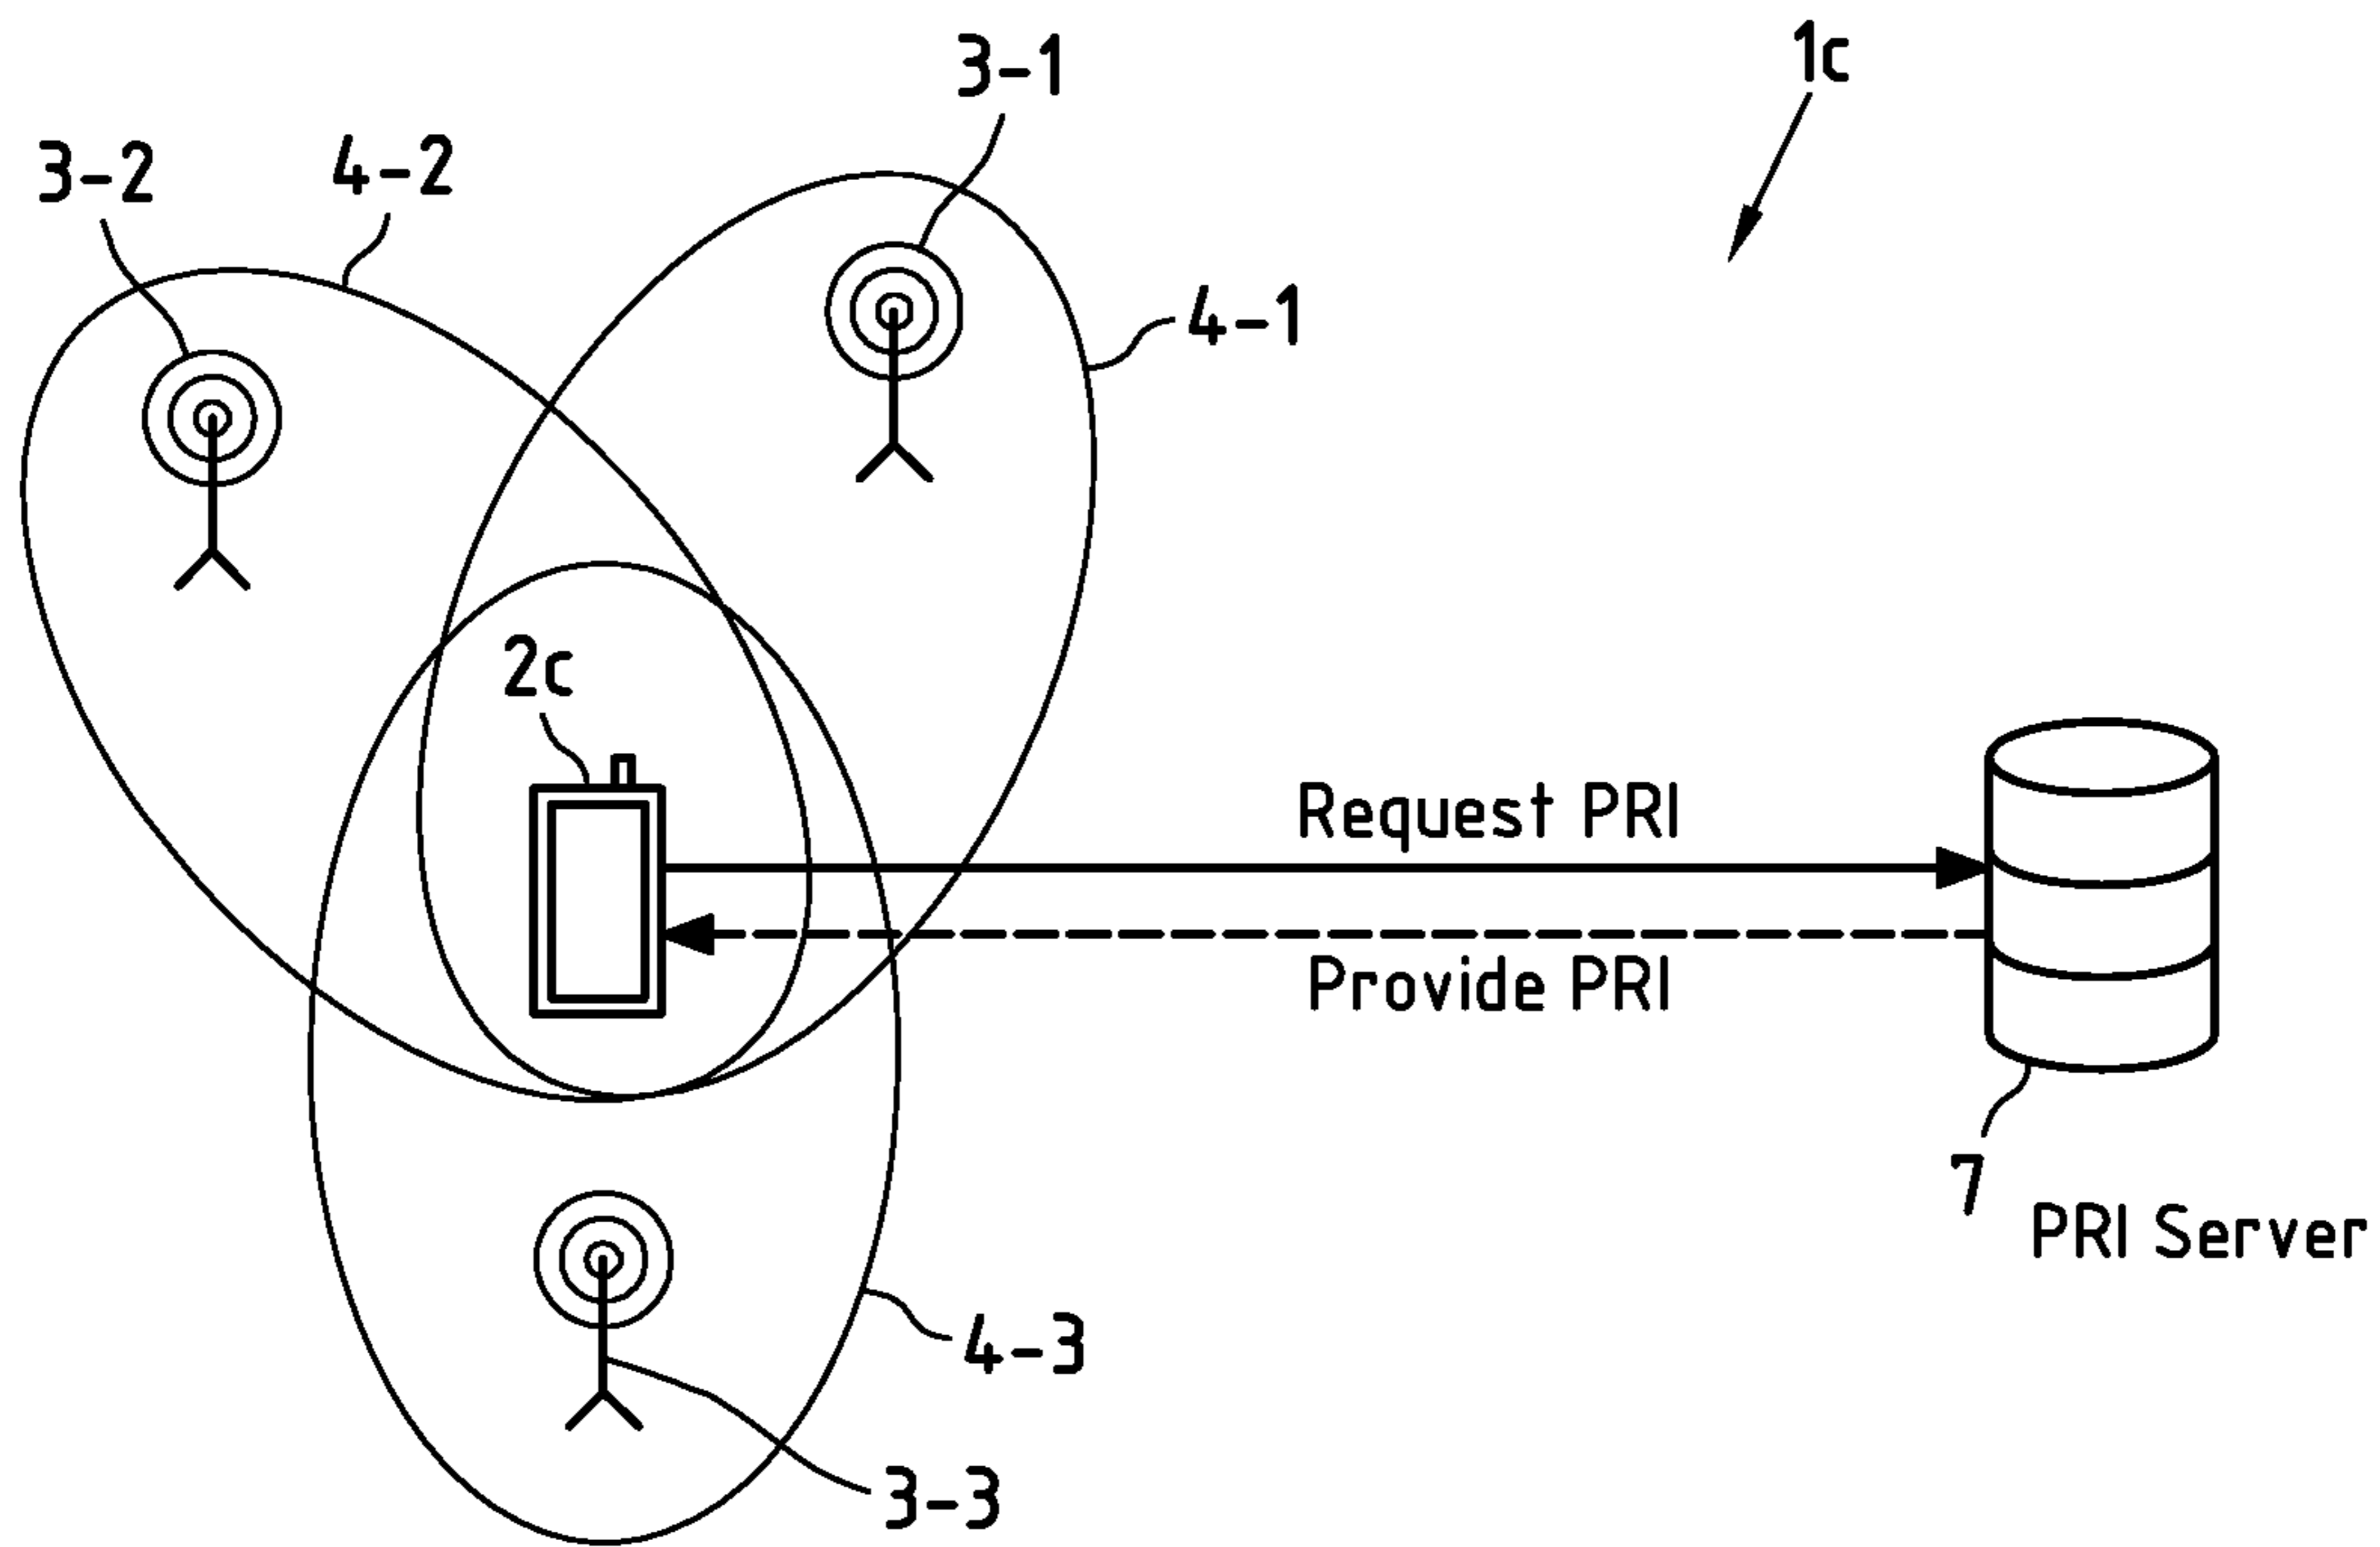 3-1
1c
3-2
4-2
4-1
2c
Request PRI
Provide PRI
7
PRI Server
4-3
3-3